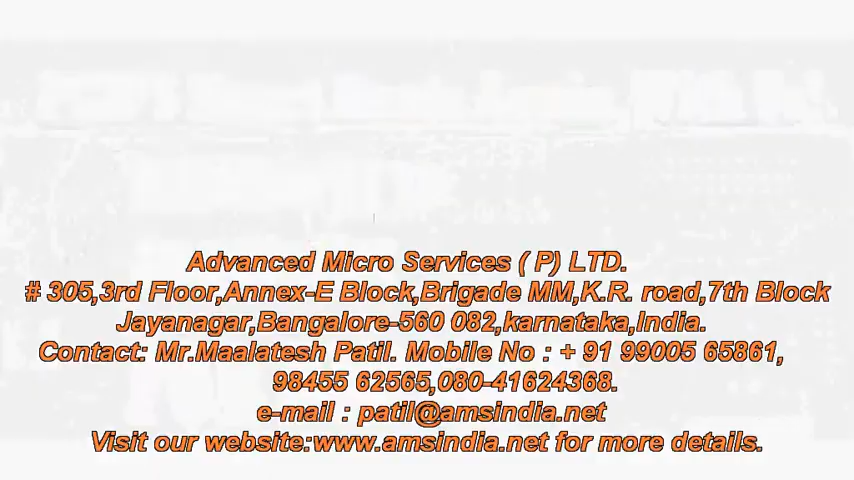 Advanced Micro Services ( P) LTD.
# 305,3rd Floor,Annex-E Block,Brigade MM,K.R. road,7th Block
Jayanagar,Bangalore-560 082,karnataka,India.
Contact: Mr.Maalatesh Patil. Mobile No : + 91 99005 65861,
98455 62565,080-41624368.
e-mail : patil@amsindia.net
Visit our website:www.amsindia.net for more details.